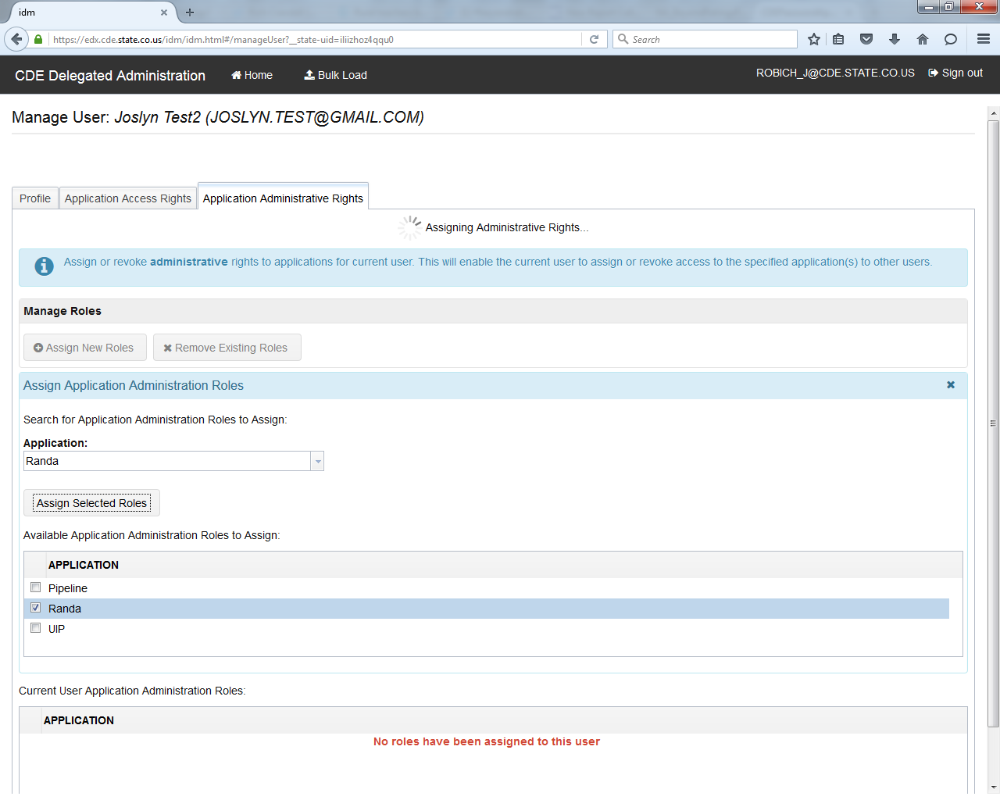 idm
https://edx.cde.state.co.us/idm/idm.html#/manageUser?__state-uid=iliizhoz4qqu0
Search
CDE Delegated Administration
Home
Bulk Load
ROBICH_J@CDE.STATE.CO.US
Sign out
Manage User: Joslyn Test2 (JOSLYN.TEST@GMAIL.COM)
Profile
Application Access Rights
Application Administrative Rights
Assigning Administrative Rights...
Assign or revoke administrative rights to applications for current user. This will enable the current user to assign or revoke access to the specified application(s) to other users.
Manage Roles
Assign New Roles
Remove Existing Roles
Assign Application Administration Roles
Search for Application Administration Roles to Assign:
Application:
Randa
Assign Selected Roles
Available Application Administration Roles to Assign:
APPLICATION
Pipeline
Randa
UIP
Current User Application Administration Roles:
APPLICATION
No roles have been assigned to this user